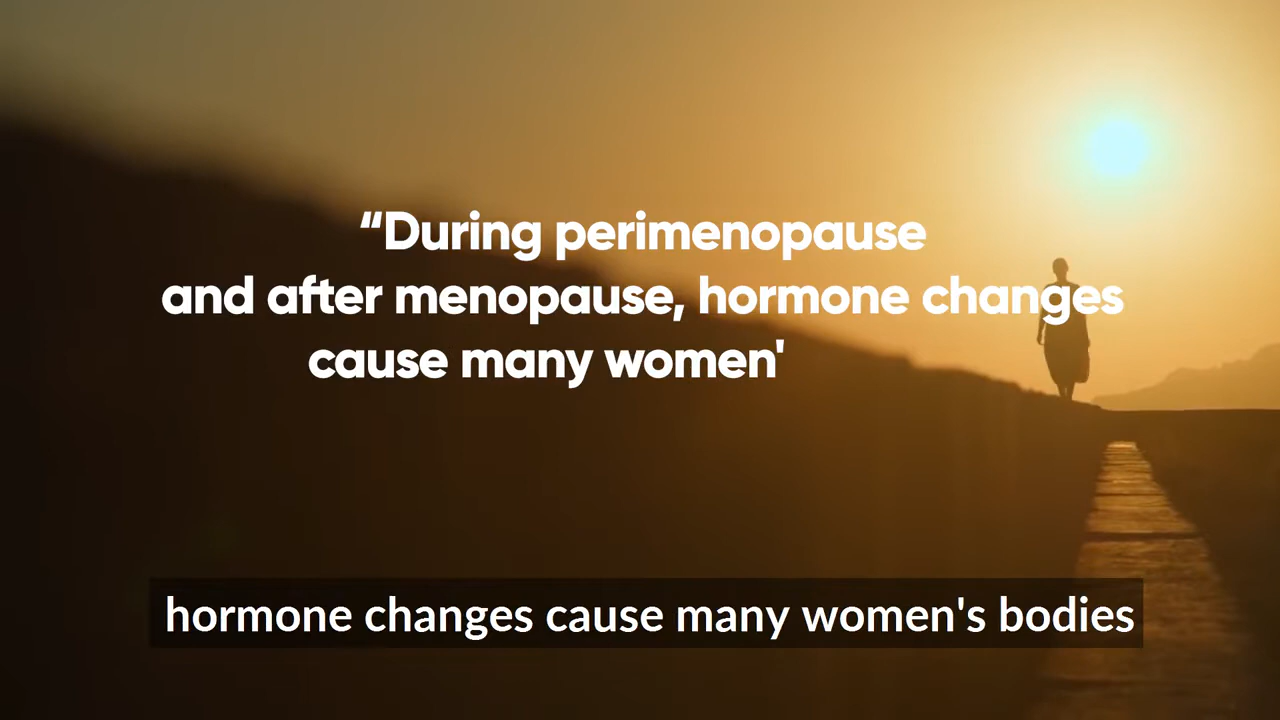 “During perimenopause
and after menopause, hormone changes
cause many women'
hormone changes cause many women's bodies